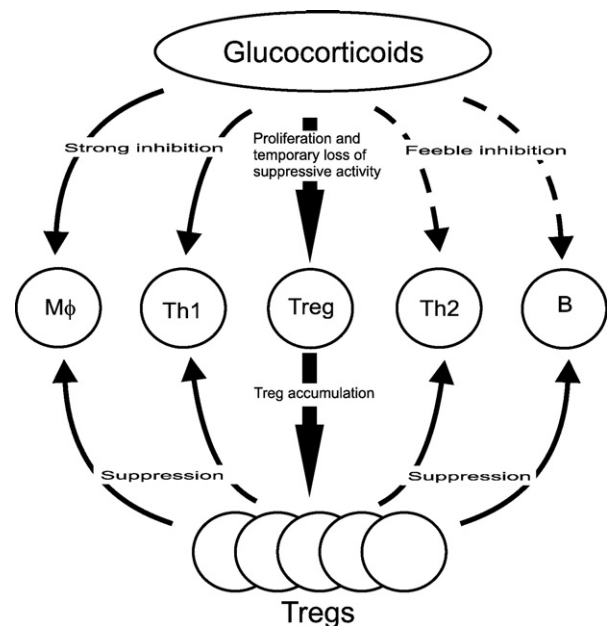 Glucocorticoids
Strong inhibition
Proliferation and
temporary loss of
suppressive activity
Feeble inhibition
Mϕ
Th1
Treg
Th2
B
Treg accumulation
Suppression
Suppression
Tregs